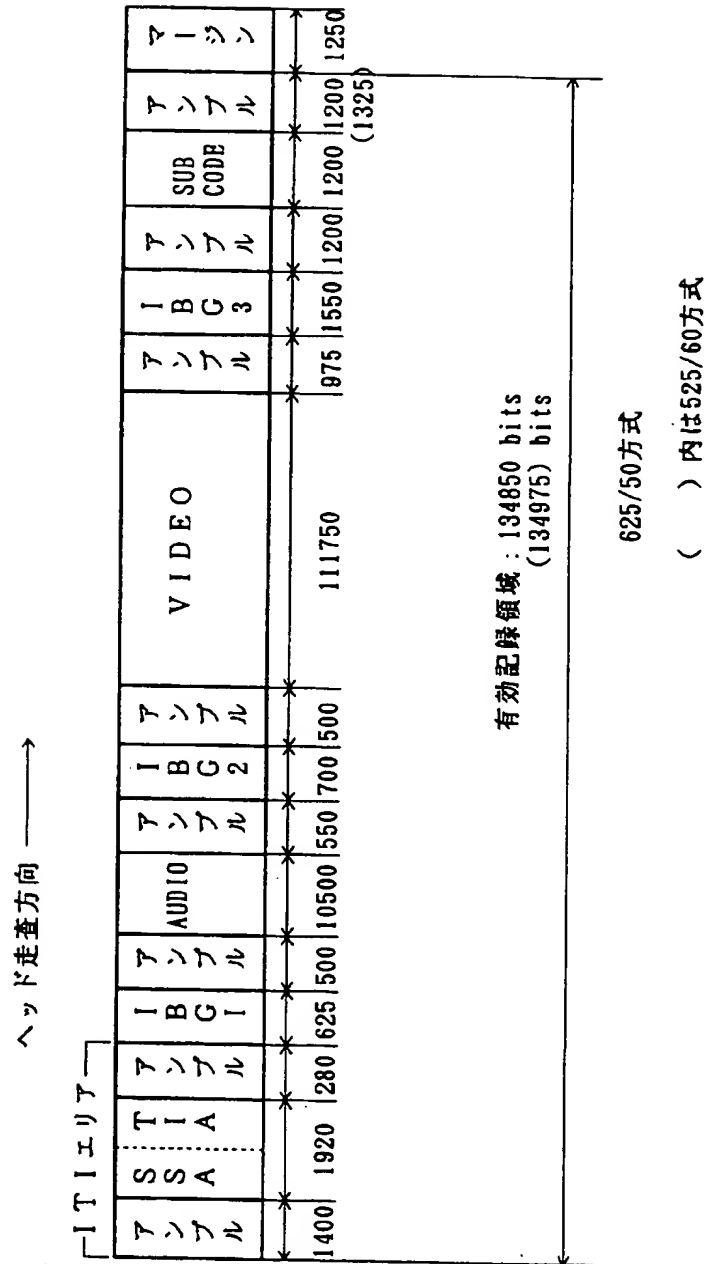 ヘッド走査方向
ITIエリア
アンブル
SSA
TIA
アンブル
IBG1
アンブル
AUDIO
アンブル
IBG2
アンブル
VIDEO
アンブル
IBG3
アンブル
SUB
CODE
アンブル
マージン
1400
1920
280
625
500
10500
550
700
500
111750
975
1550
1200
1200
1200
(1325)
1250
有効記録領域:134850 bits
(134975) bits
625/50方式
( )内は525/60方式